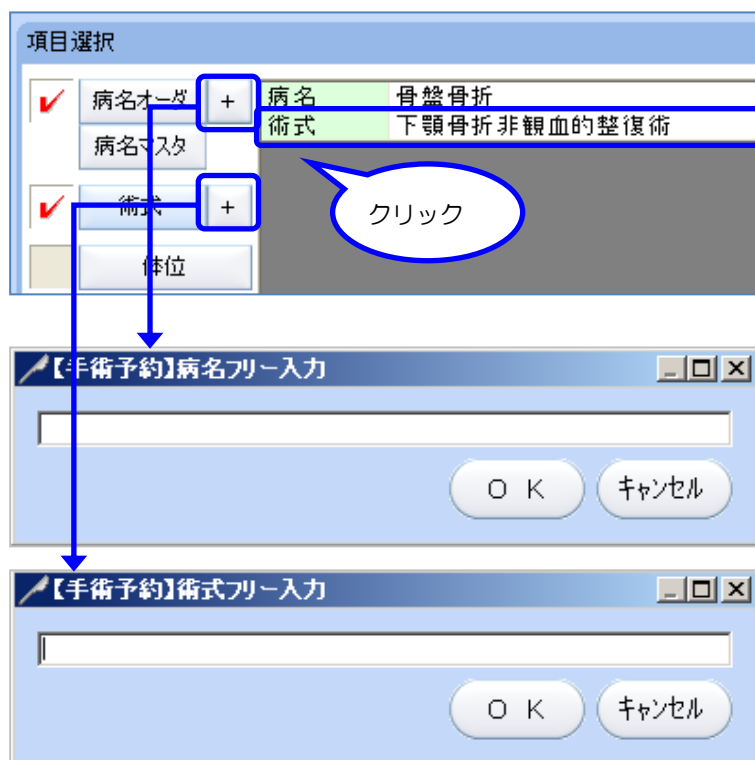 項目選択
病名オーダ + 病名 骨盤骨折
術式 下顎骨折非観血的整復術
病名マスタ
術式 +
クリック
体位
【手術予約】病名フリー入力
OK キャンセル
【手術予約】術式フリー入力
OK キャンセル